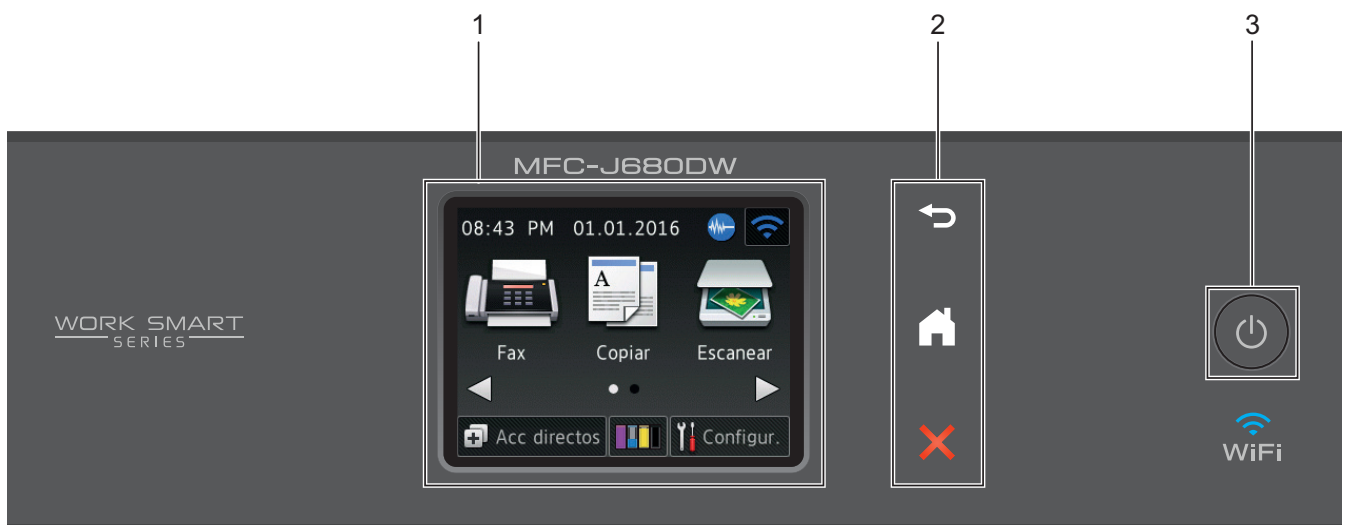 1 2 3
MFC-J680DW
08:43 PM 01.01.2016
A
WORK SMART
SERIES
Fax Copiar Escanear
Acc directos Configur.
WiFi